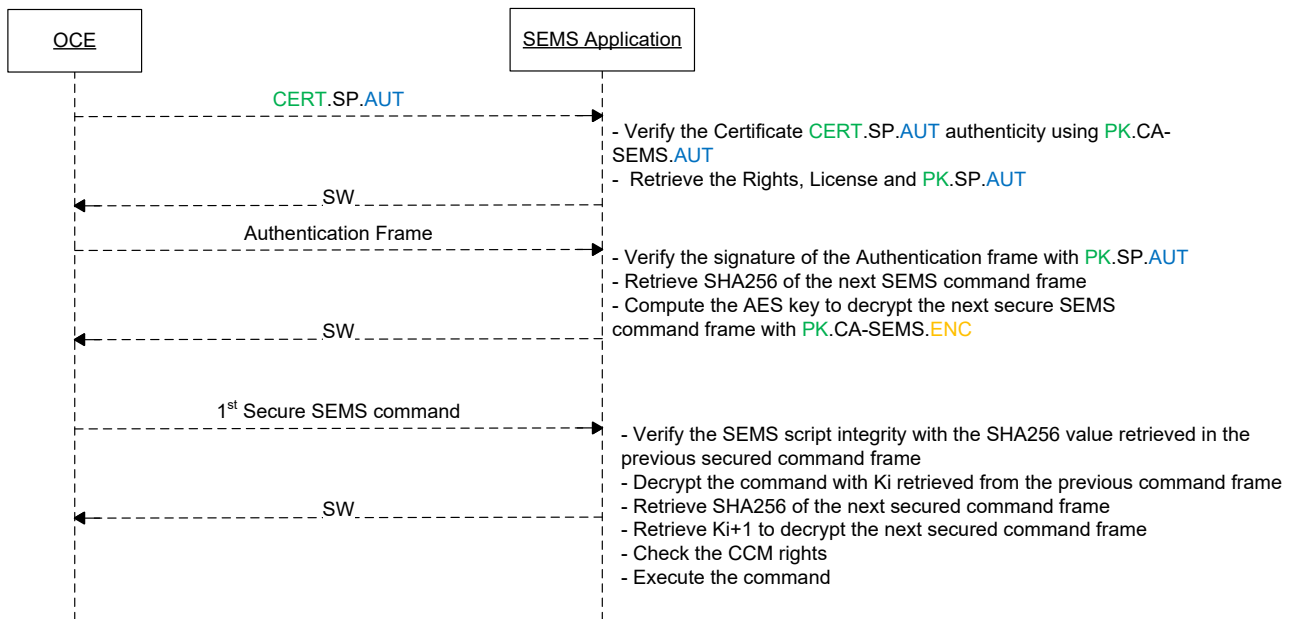 OCE
SEMS Application
CERT.SP.AUT
- Verify the Certificate CERT.SP.AUT authenticity using PK.CA-
SEMS.AUT
- Retrieve the Rights, License and PK.SP.AUT
SW
Authentication Frame
- Verify the signature of the Authentication frame with PK.SP.AUT
- Retrieve SHA256 of the next SEMS command frame
- Compute the AES key to decrypt the next secure SEMS
command frame with PK.CA-SEMS.ENC
SW
1st Secure SEMS command
- Verify the SEMS script integrity with the SHA256 value retrieved in the
previous secured command frame
- Decrypt the command with Ki retrieved from the previous command frame
- Retrieve SHA256 of the next secured command frame
- Retrieve Ki+1 to decrypt the next secured command frame
- Check the CCM rights
- Execute the command
SW